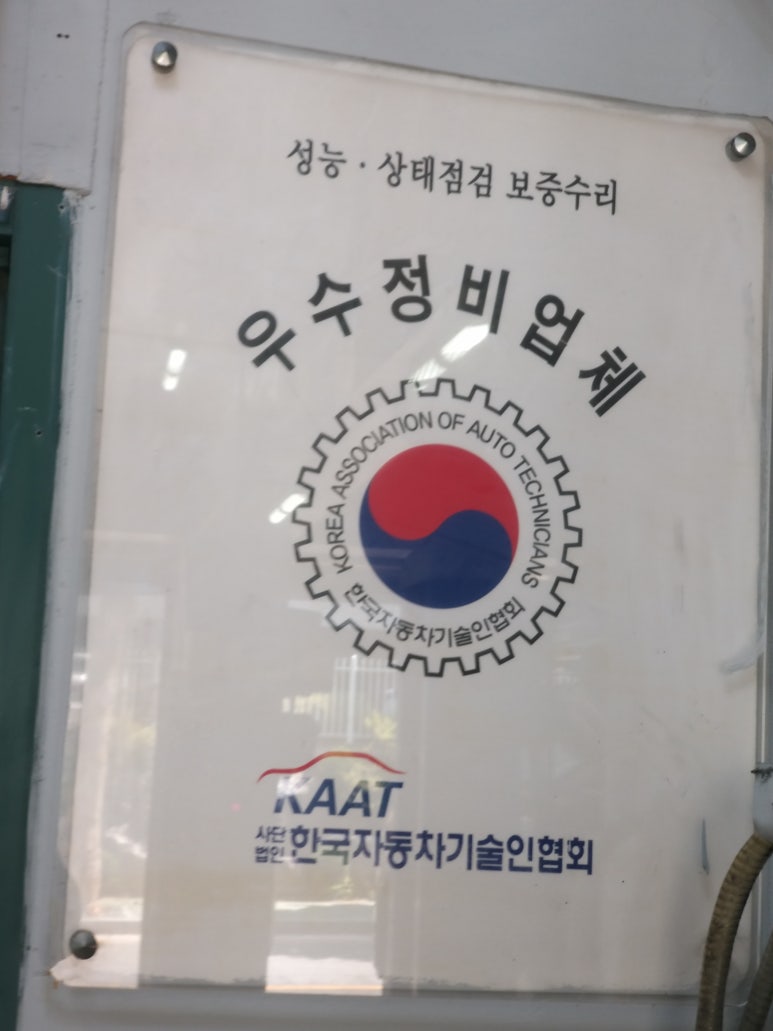 성능 · 상태점검 보증수리
우수정비업체
KOREA ASSOCIATION OF AUTO TECHNICIANS
한국자동차기술인협회
KAAT
사단법인 한국자동차기술인협회